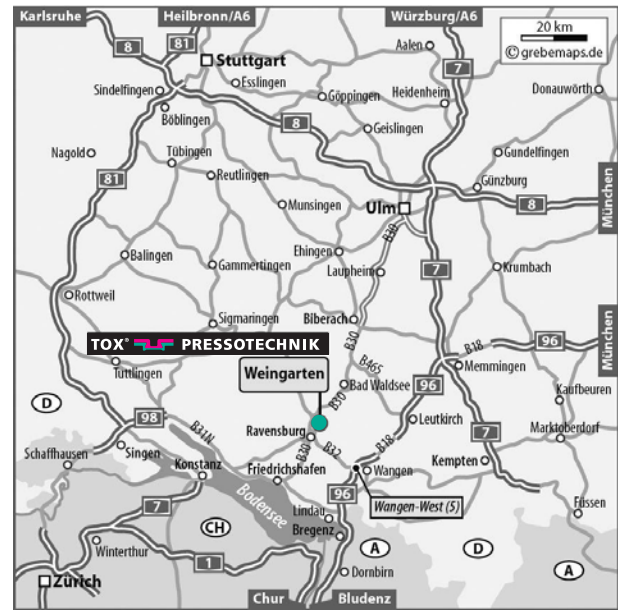 Karlsruhe
Heilbronn/A6
Würzburg/A6
20 km
©grebemaps.de
8
81
Stuttgart
Aalen
7
Sindelfingen
Esslingen
Göppingen
Heidenheim
Donauwörth
Böblingen
8
Geislingen
Nagold
Tübingen
Gundelfingen
81
Reutlingen
Günzburg
München
Munsingen
Ulm
8
B30
Ehingen
7
Balingen
Gammertingen
Laupheim
Krumbach
Rottweil
Sigmaringen
Biberach
TOX® PRESSOTECHNIK
B30
B18
96
München
Tuttlingen
Weingarten
B465
Bad Waldsee
96
Memmingen
B30
Kaufbeuren
D
98
B31N
Leutkirch
7
Marktoberdorf
Ravensburg
B30
B32
B18
Schaffhausen
Singen
Konstanz
Friedrichshafen
Wangen
Kempten
7
Bodensee
96
Wangen-West (5)
Füssen
CH
Lindau
Bregenz
A
D
A
Winterthur
1
Zürich
Dornbirn
Chur
Bludenz